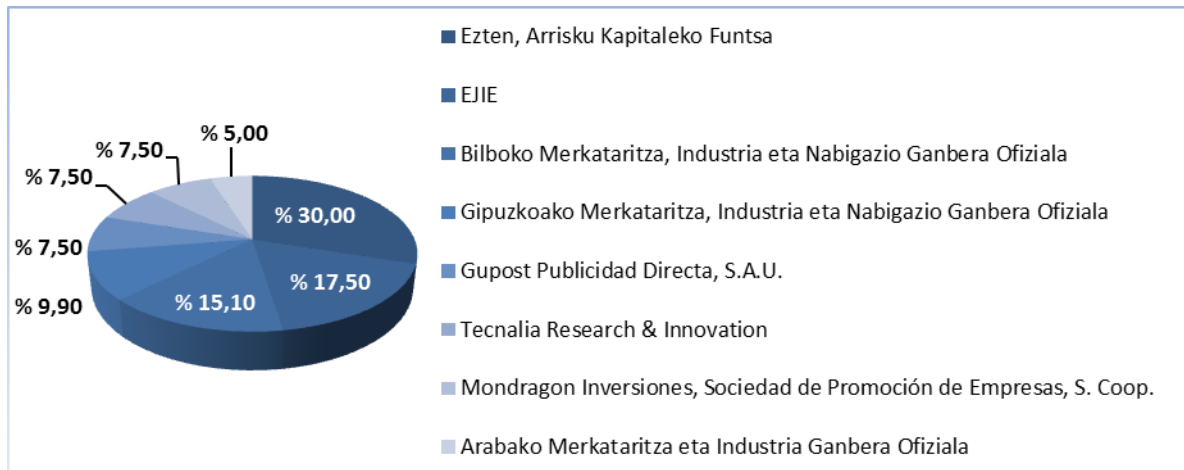 Ezten, Arrisku Kapitaleko Funtsa
EJIE
Bilboko Merkataritza, Industria eta Nabigazio Ganbera Ofiziala
Gipuzkoako Merkataritza, Industria eta Nabigazio Ganbera Ofiziala
Gupost Publicidad Directa, S.A.U.
Tecnalia Research & Innovation
Mondragon Inversiones, Sociedad de Promoción de Empresas, S. Coop.
Arabako Merkataritza eta Industria Ganbera Ofiziala
% 30,00
% 17,50
% 15,10
% 9,90
% 7,50
% 7,50
% 7,50
% 5,00